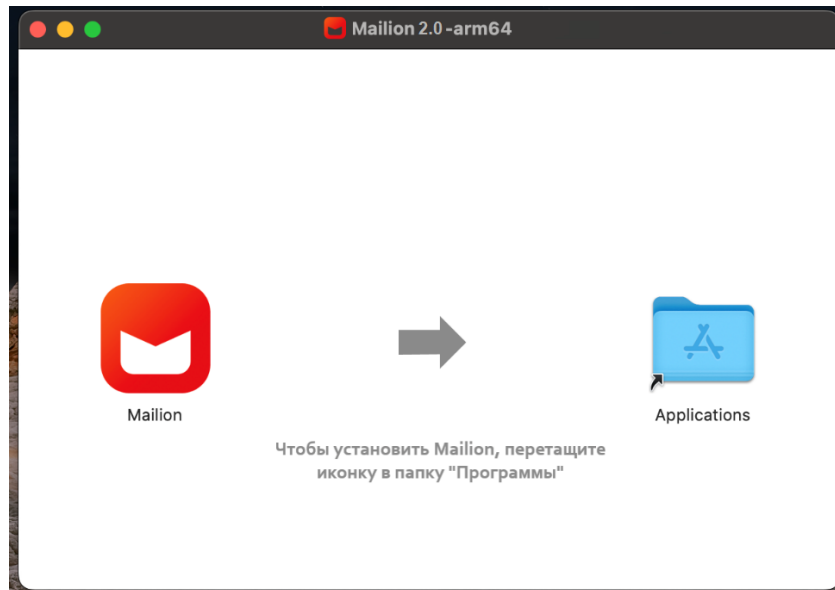 Mailion 2.0-arm64
Mailion
Applications
Чтобы установить Mailion, перетащите
иконку в папку "Программы"